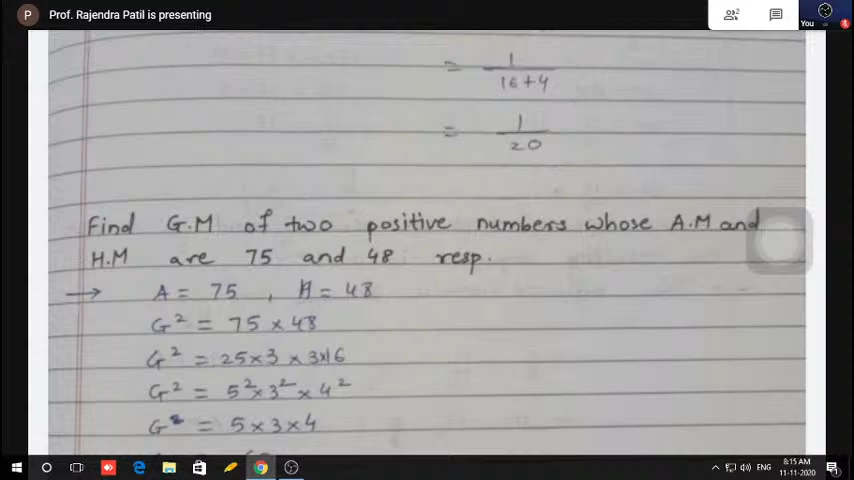 P Prof. Rajendra Patil is presenting
2
You
= 1
16+4
= 1
20
Find G.M of two positive numbers whose A.M and
H.M are 75 and 48 resp.
→ A = 75 , H = 48
G² = 75 × 48
G² = 25×3 × 3×16
G² = 5²×3² × 4²
G = 5×3×4
ENG
8:15 AM
11-11-2020